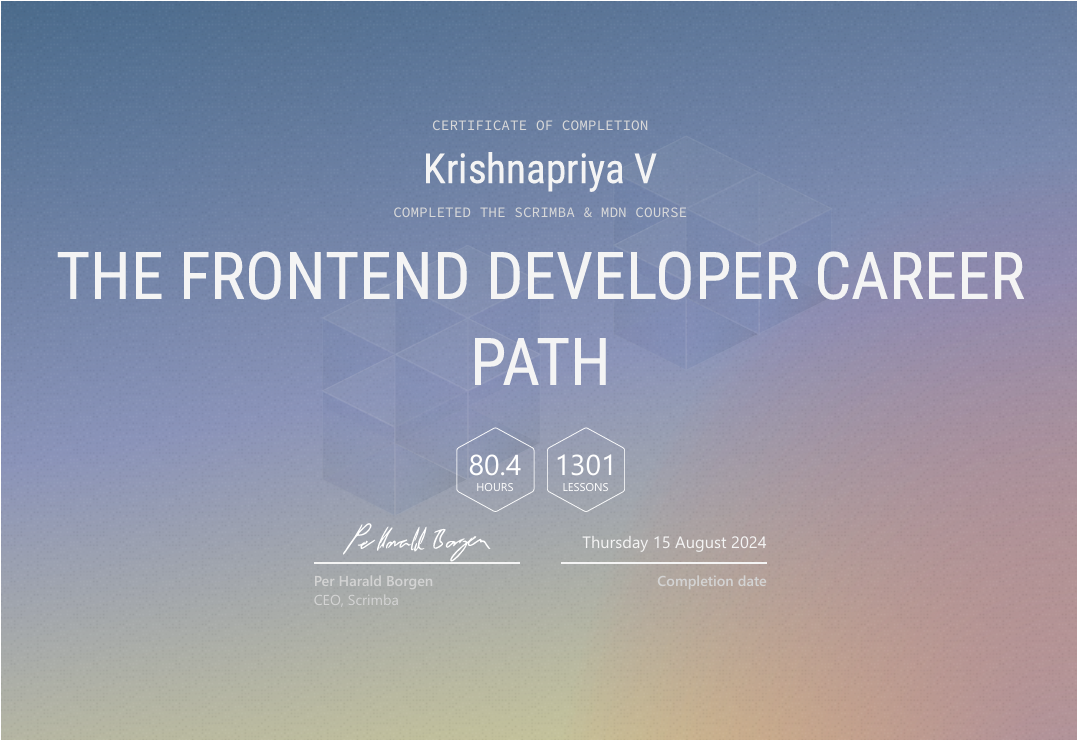 CERTIFICATE OF COMPLETION
Krishnapriya V
COMPLETED THE SCRIMBA & MDN COURSE
THE FRONTEND DEVELOPER CAREER
PATH
80.4 1301
HOURS LESSONS
Per Harald Borgen Thursday 15 August 2024
Per Harald Borgen Completion date
CEO, Scrimba